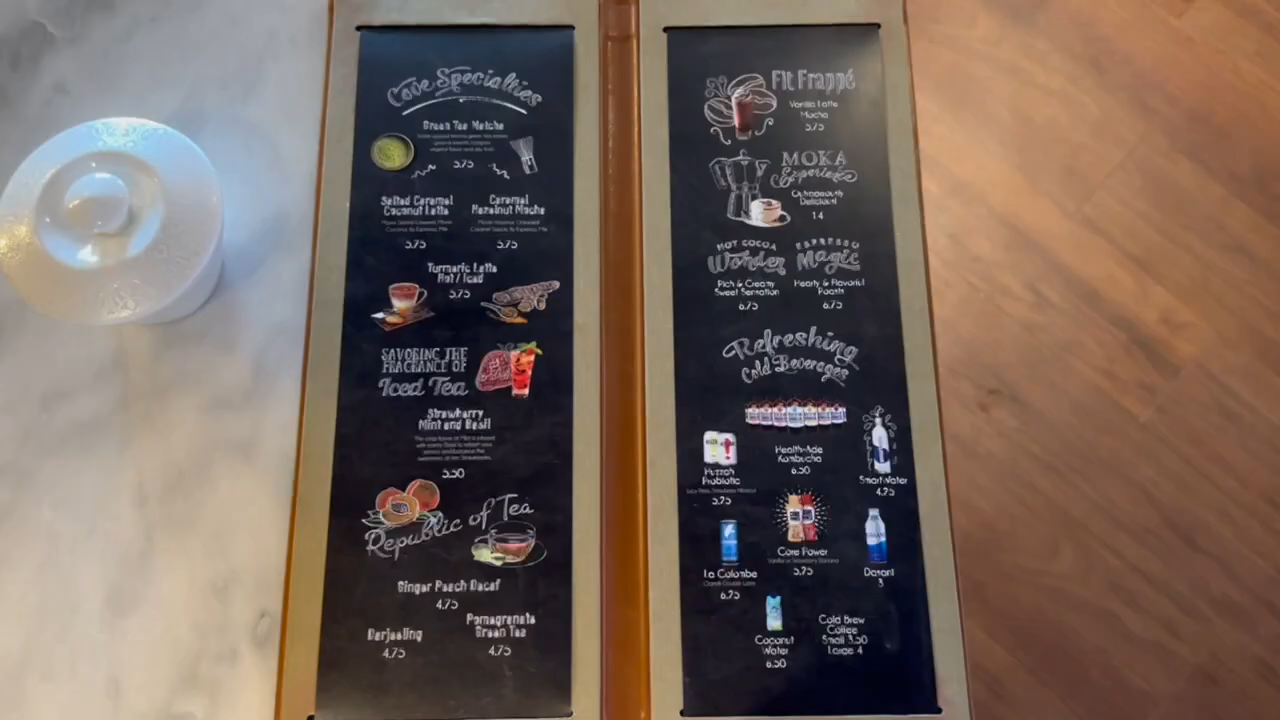 Cove Specialties
Green Tea Matcha
5.75
Salted Caramel
Coconut Latte
5.75
Caramel
Hazelnut Mocha
5.75
Turmeric Latte
Hot / Iced
5.75
SAVORING THE
FRAGRANCE OF
Iced Tea
Strawberry
Mint and Basil
5.50
Republic of Tea
Ginger Peach Decaf
4.75
Darjeeling
4.75
Pomegranate
Green Tea
4.75
Fit Frappé
Vanilla Latte
Mocha
5.75
MOKA
Experience
Delicious!
14
HOT COCOA
Wonder
Rich & Creamy
Sweet Sensation
6.75
ESPRESSO
Magic
Hearty & Flavorful
Roasts
6.75
Refreshing
Cold Beverages
Health-Ade
Kombucha
6.50
Huzzah
Probiotic
5.75
SmartWater
4.75
Core Power
5.75
La Colombe
6.75
Dasani
3
Coconut
Water
6.50
Cold Brew
Coffee
Small 3.50
Large 4